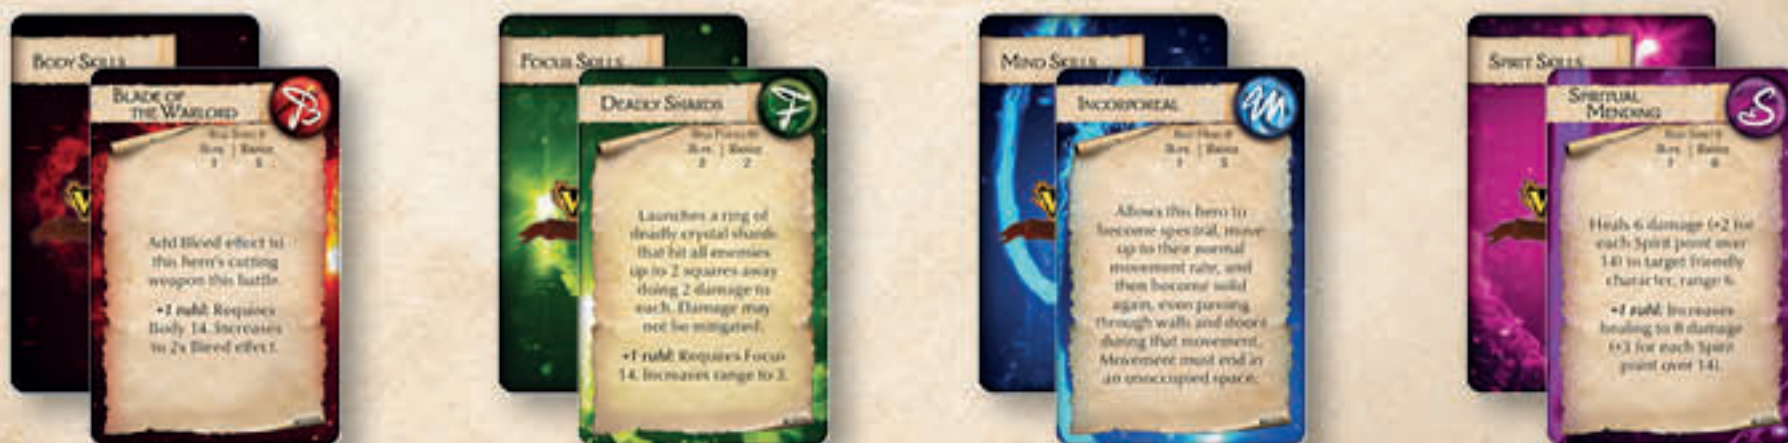 BODY SKILLS
BLADE OF
THE WARLORD
B
Add Bleed effect to
this hero's cutting
weapon this battle.
+1 ruhl: Requires
Body 14. Increases
to 2x Bleed effect.
FOCUS SKILLS
DEADLY SHARDS
F
2
Launches a ring of
deadly crystal shards
that hit all enemies
up to 2 squares away
doing 2 damage to
each. Damage may
not be mitigated.
+1 ruhl: Requires Focus
14. Increases range to 3.
MIND SKILLS
INCORPOREAL
M
Allows this hero to
become spectral, move
up to their normal
movement rate, and
then become solid
again, even passing
through walls and doors
during that movement.
Movement must end in
an unoccupied space.
SPIRIT SKILLS
SPIRITUAL
MENDING
S
Heals 6 damage (+2 for
each Spirit point over
14) to target friendly
character, range 6.
+1 ruhl: Increases
healing to 8 damage
(+3 for each Spirit
point over 14).